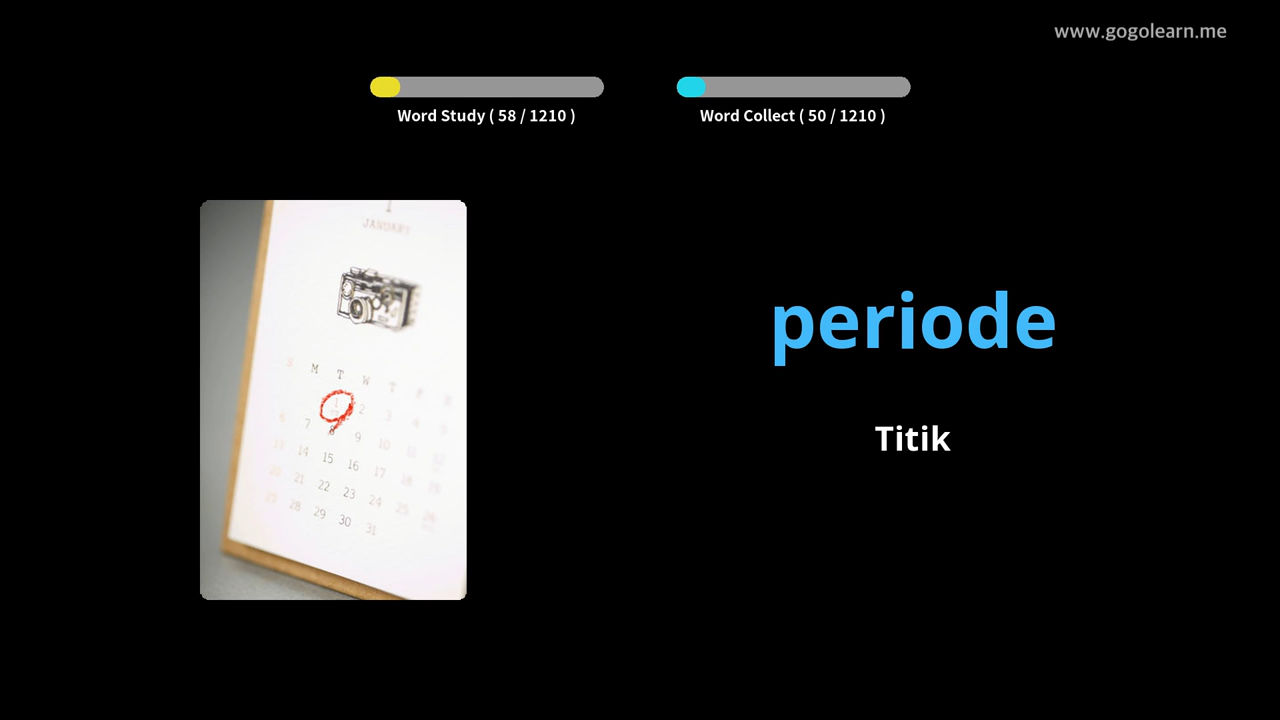 www.gogolearn.me
Word Study ( 58 / 1210 )
Word Collect ( 50 / 1210 )
JANUARY
S M T W T F S
1 2 3 4 5
6 7 8 9 10 11 12
13 14 15 16 17 18 19
20 21 22 23 24 25 26
27 28 29 30 31
periode
Titik